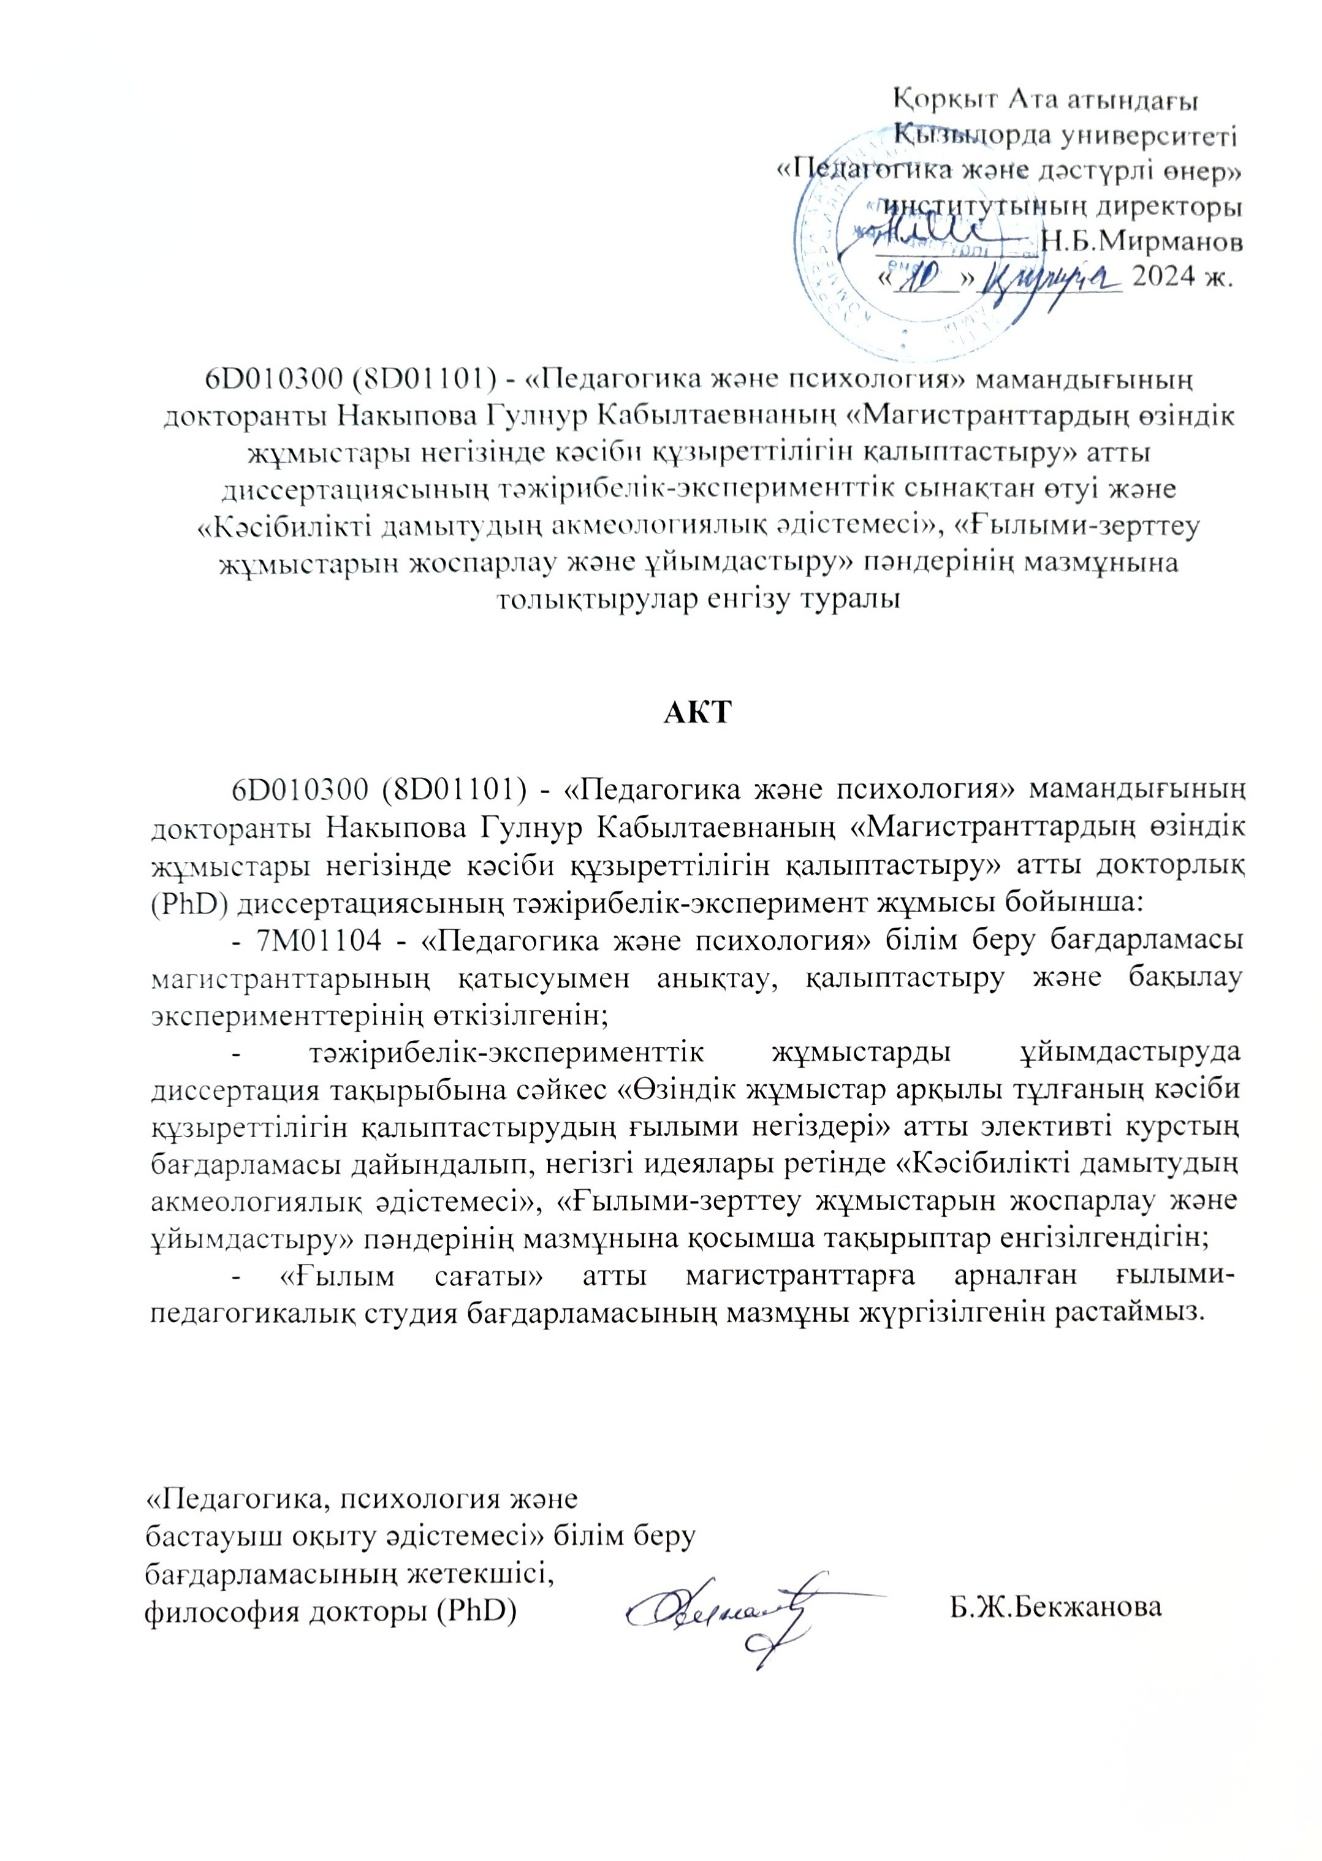 Қорқыт Ата атындағы
Қызылорда университеті
«Педагогика және дәстүрлі өнер»
институтының директоры
Н.Б.Мирманов
«10» 2024 ж.
6D010300 (8D01101) - «Педагогика және психология» мамандығының
докторанты Накыпова Гулнур Кабылтаевнаның «Магистранттардың өзіндік
жұмыстары негізінде кәсіби құзыреттілігін қалыптастыру» атты
диссертациясының тәжірибелік-эксперименттік сынақтан өтуі және
«Кәсібилікті дамытудың акмеологиялық әдістемесі», «Ғылыми-зерттеу
жұмыстарын жоспарлау және ұйымдастыру» пәндерінің мазмұнына
толықтырулар енгізу туралы
АКТ
6D010300 (8D01101) - «Педагогика және психология» мамандығының
докторанты Накыпова Гулнур Кабылтаевнаның «Магистранттардың өзіндік
жұмыстары негізінде кәсіби құзыреттілігін қалыптастыру» атты докторлық
(PhD) диссертациясының тәжірибелік-эксперимент жұмысы бойынша:
- 7М01104 - «Педагогика және психология» білім беру бағдарламасы
магистранттарының қатысуымен анықтау, қалыптастыру және бақылау
эксперименттерінің өткізілгенін;
- тәжірибелік-эксперименттік жұмыстарды ұйымдастыруда
диссертация тақырыбына сәйкес «Өзіндік жұмыстар арқылы тұлғаның кәсіби
құзыреттілігін қалыптастырудың ғылыми негіздері» атты элективті курстың
бағдарламасы дайындалып, негізгі идеялары ретінде «Кәсібилікті дамытудың
акмеологиялық әдістемесі», «Ғылыми-зерттеу жұмыстарын жоспарлау және
ұйымдастыру» пәндерінің мазмұнына қосымша тақырыптар енгізілгендігін;
- «Ғылым сағаты» атты магистранттарға арналған ғылыми-
педагогикалық студия бағдарламасының мазмұны жүргізілгенін растаймыз.
«Педагогика, психология және
бастауыш оқыту әдістемесі» білім беру
бағдарламасының жетекшісі,
философия докторы (PhD)
Б.Ж.Бекжанова